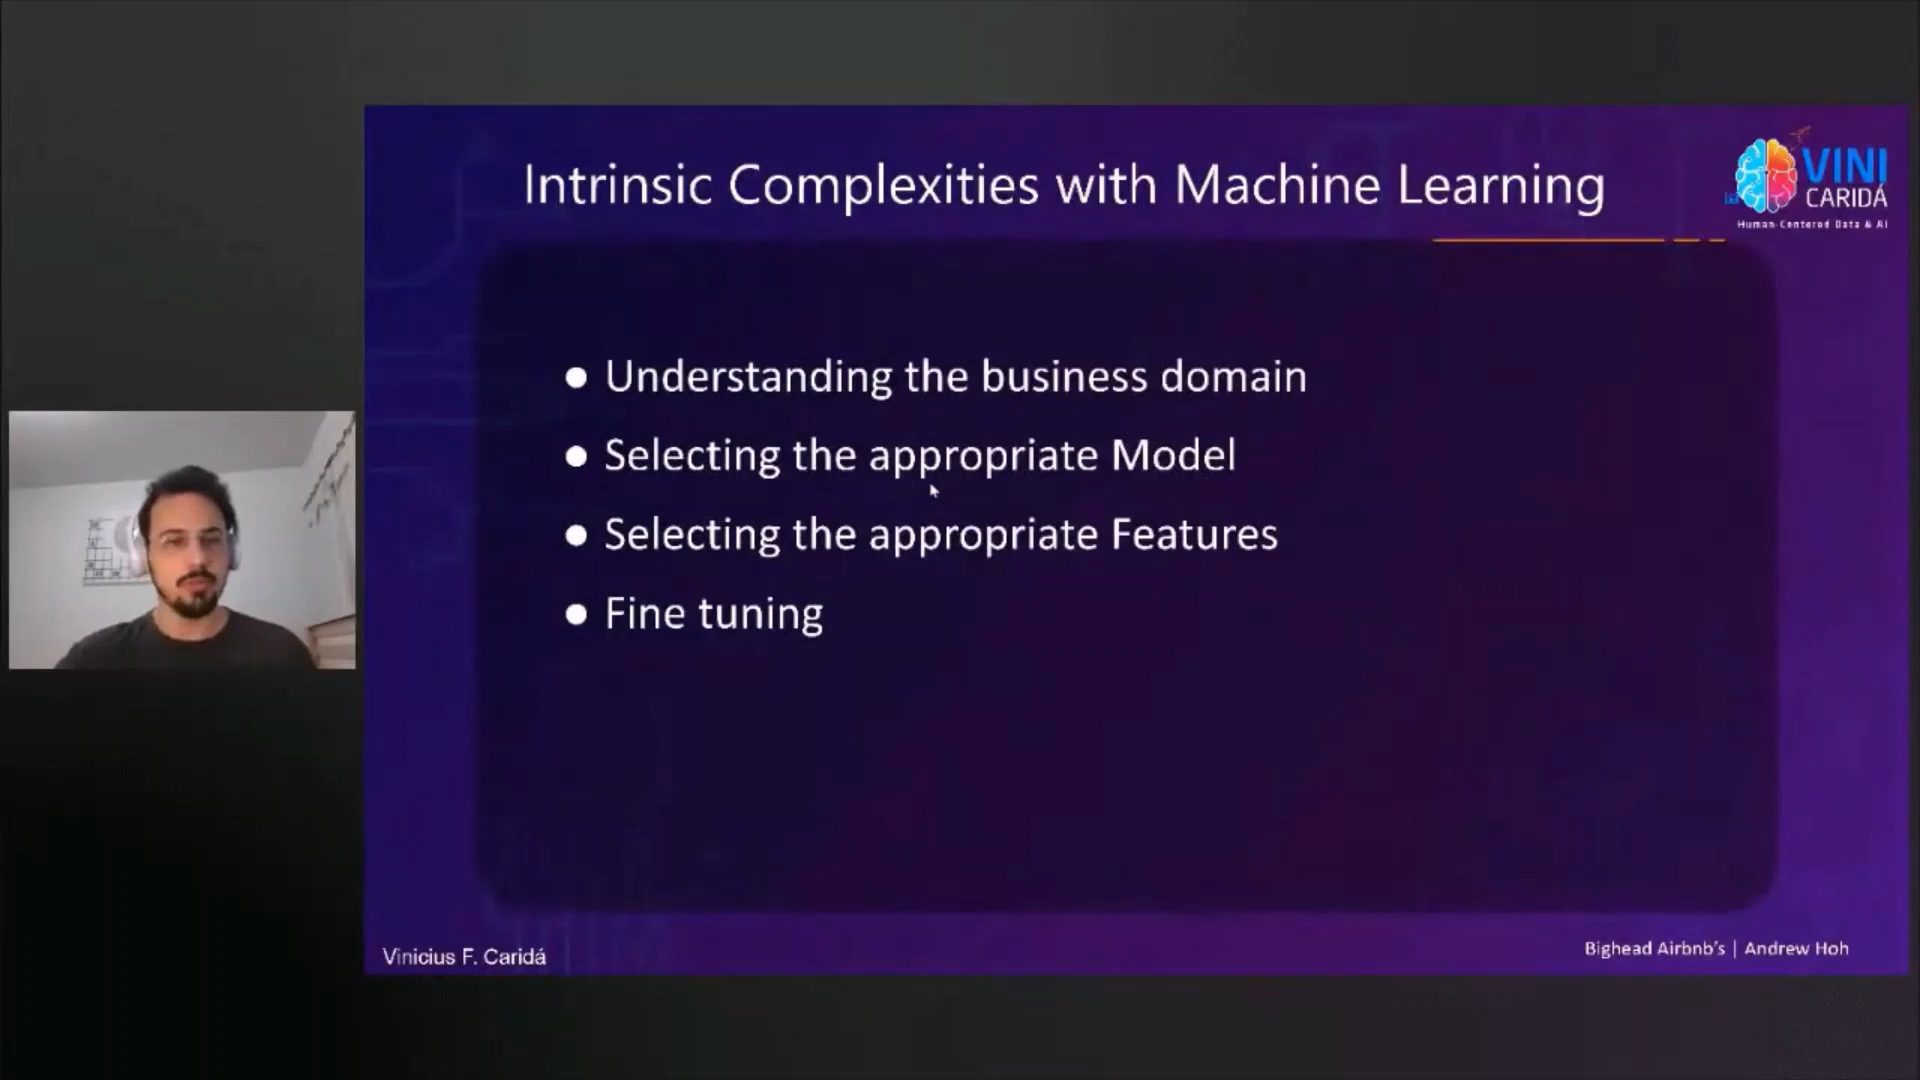 Intrinsic Complexities with Machine Learning
VINI
CARIDÁ
Human-Centered Data & AI
● Understanding the business domain
● Selecting the appropriate Model
● Selecting the appropriate Features
● Fine tuning
Vinicius F. Caridá
Bighead Airbnb’s | Andrew Hoh